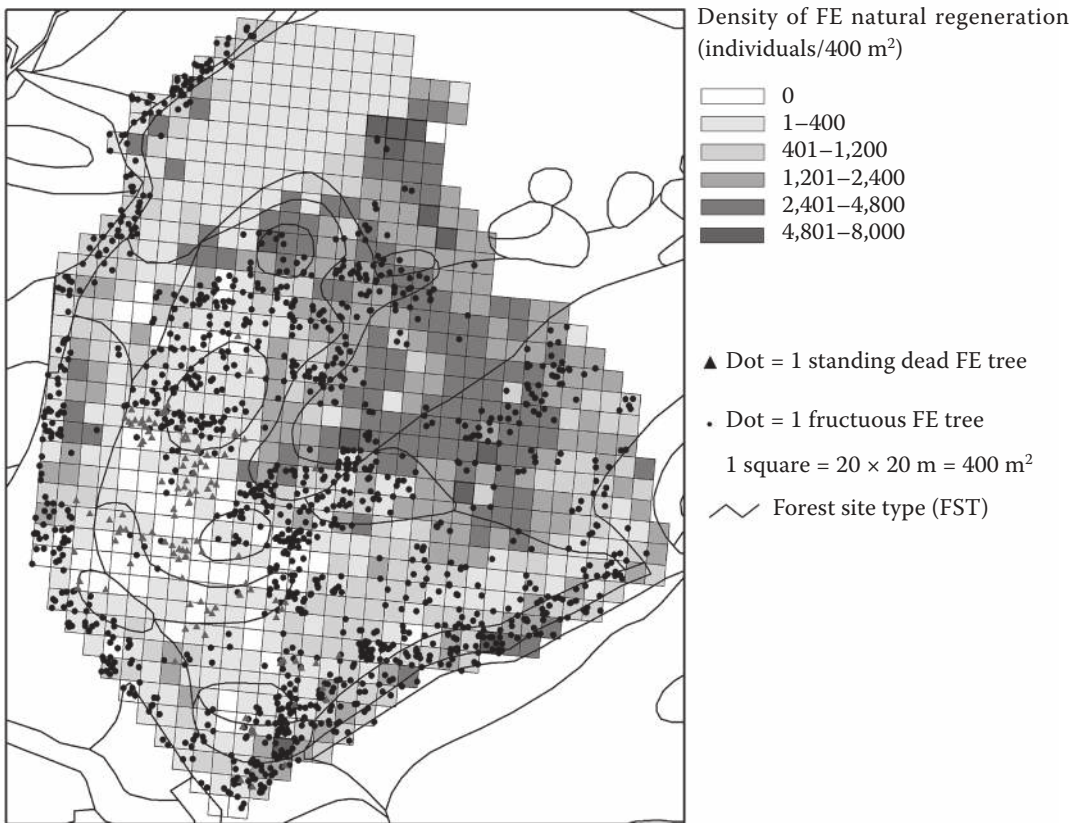 Density of FE natural regeneration
(individuals/400 m²)
0
1–400
401–1,200
1,201–2,400
2,401–4,800
4,801–8,000
Dot = 1 standing dead FE tree
Dot = 1 fructuous FE tree
1 square = 20 × 20 m = 400 m²
Forest site type (FST)